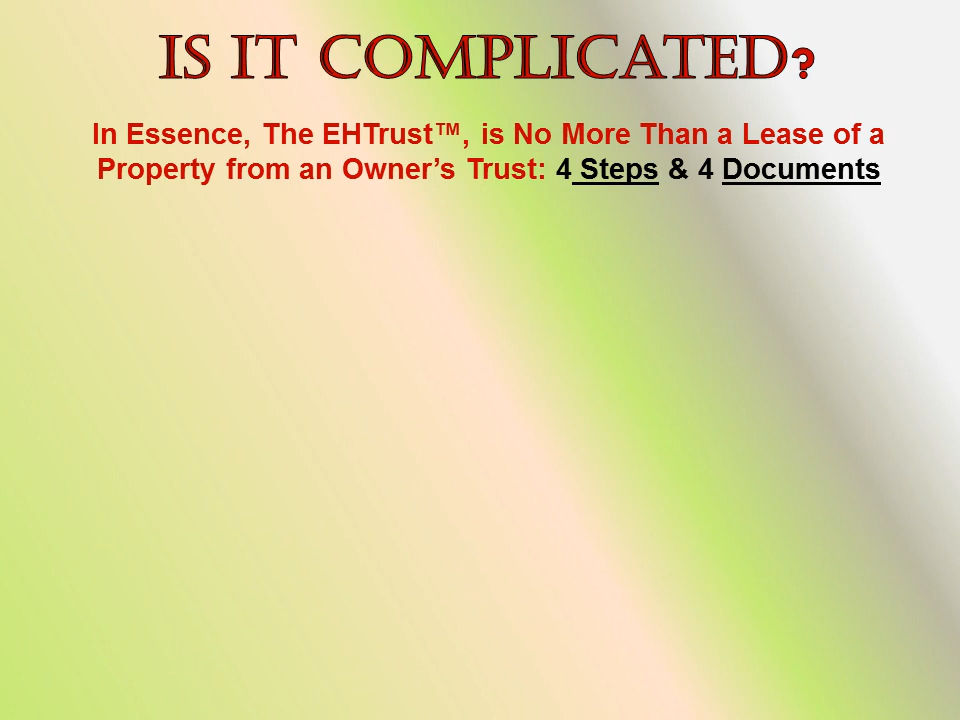 IS IT COMPLICATED?
In Essence, The EHTrust™, is No More Than a Lease of a
Property from an Owner’s Trust: 4 Steps & 4 Documents